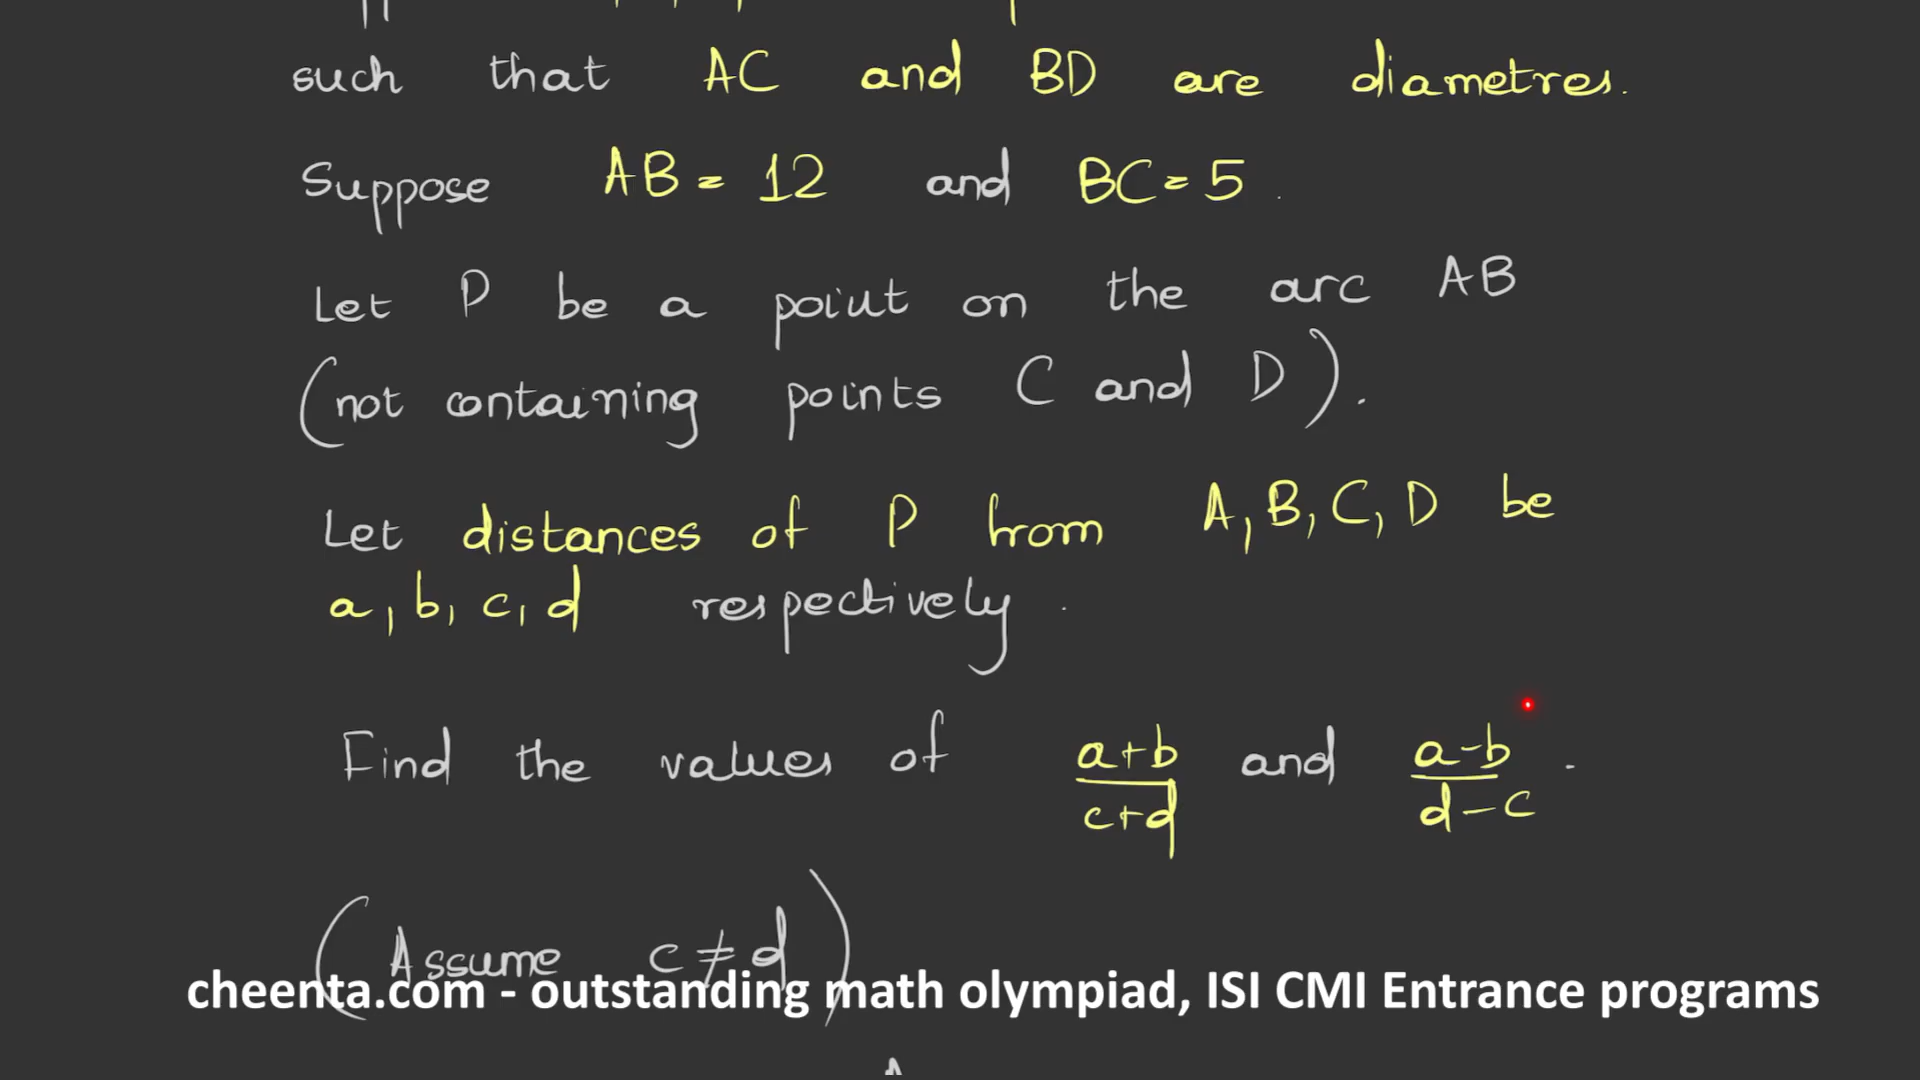 such that AC and BD are diametres.
Suppose AB = 12 and BC = 5.
Let P be a point on the arc AB
(not containing points C and D).
Let distances of P from A, B, C, D be
a, b, c, d respectively.
Find the values of a+b/c+d and a-b/d-c.
(Assume c ≠ d)
cheenta.com - outstanding math olympiad, ISI CMI Entrance programs